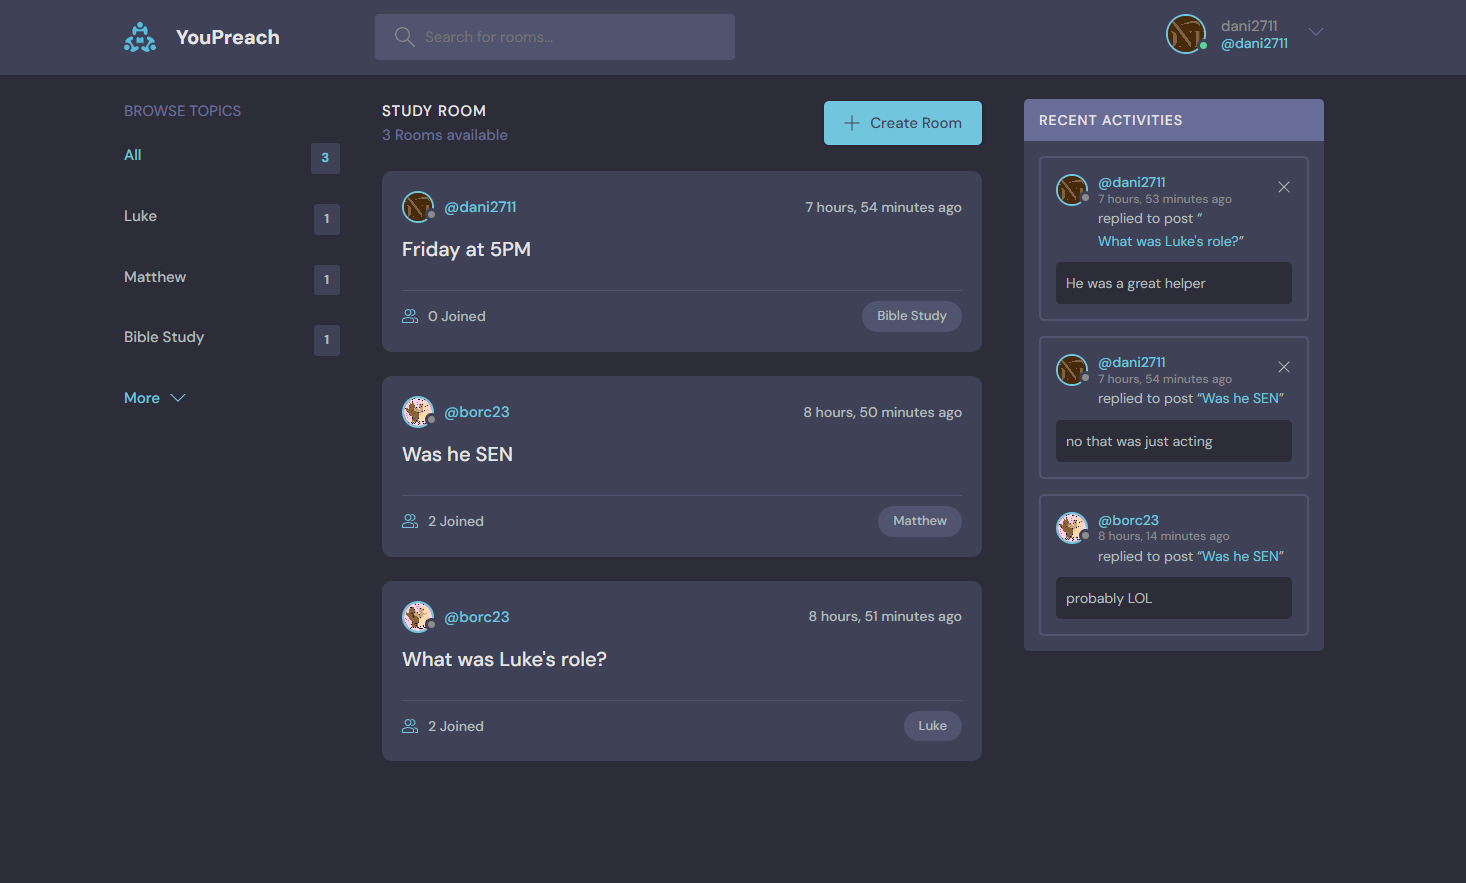 YouPreach
Search for rooms...
dani2711
@dani2711
BROWSE TOPICS
All
3
Luke
1
Matthew
1
Bible Study
1
More
STUDY ROOM
3 Rooms available
Create Room
@dani2711
7 hours, 54 minutes ago
Friday at 5PM
0 Joined
Bible Study
@borc23
8 hours, 50 minutes ago
Was he SEN
2 Joined
Matthew
@borc23
8 hours, 51 minutes ago
What was Luke's role?
2 Joined
Luke
RECENT ACTIVITIES
@dani2711
7 hours, 53 minutes ago
replied to post “
What was Luke's role?”
He was a great helper
@dani2711
7 hours, 54 minutes ago
replied to post “Was he SEN”
no that was just acting
@borc23
8 hours, 14 minutes ago
replied to post “Was he SEN”
probably LOL